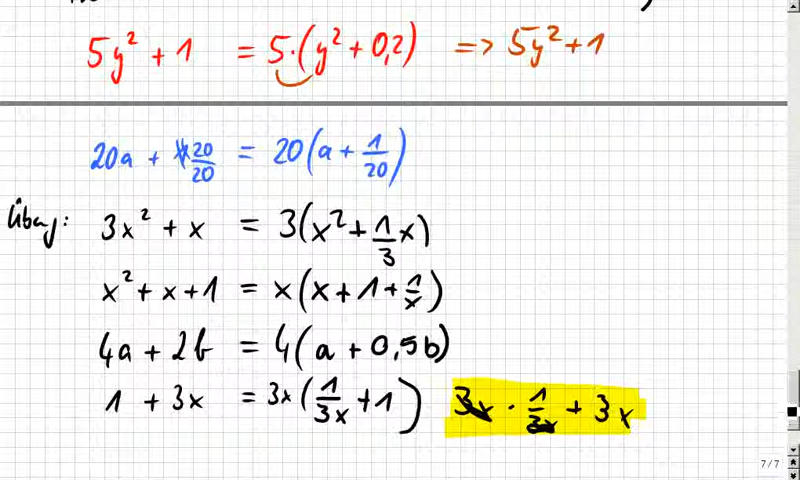 5y² + 1 = 5·(y² + 0,2) => 5y² + 1
20a + 20/20 = 20(a + 1/20)
3x² + x = 3(x² + 1/3 x)
x² + x + 1 = x(x + 1 + 1/x)
4a + 2b = 4(a + 0,5b)
1 + 3x = 3x(1/3x + 1) 3x · 1/3x + 3x
7/7